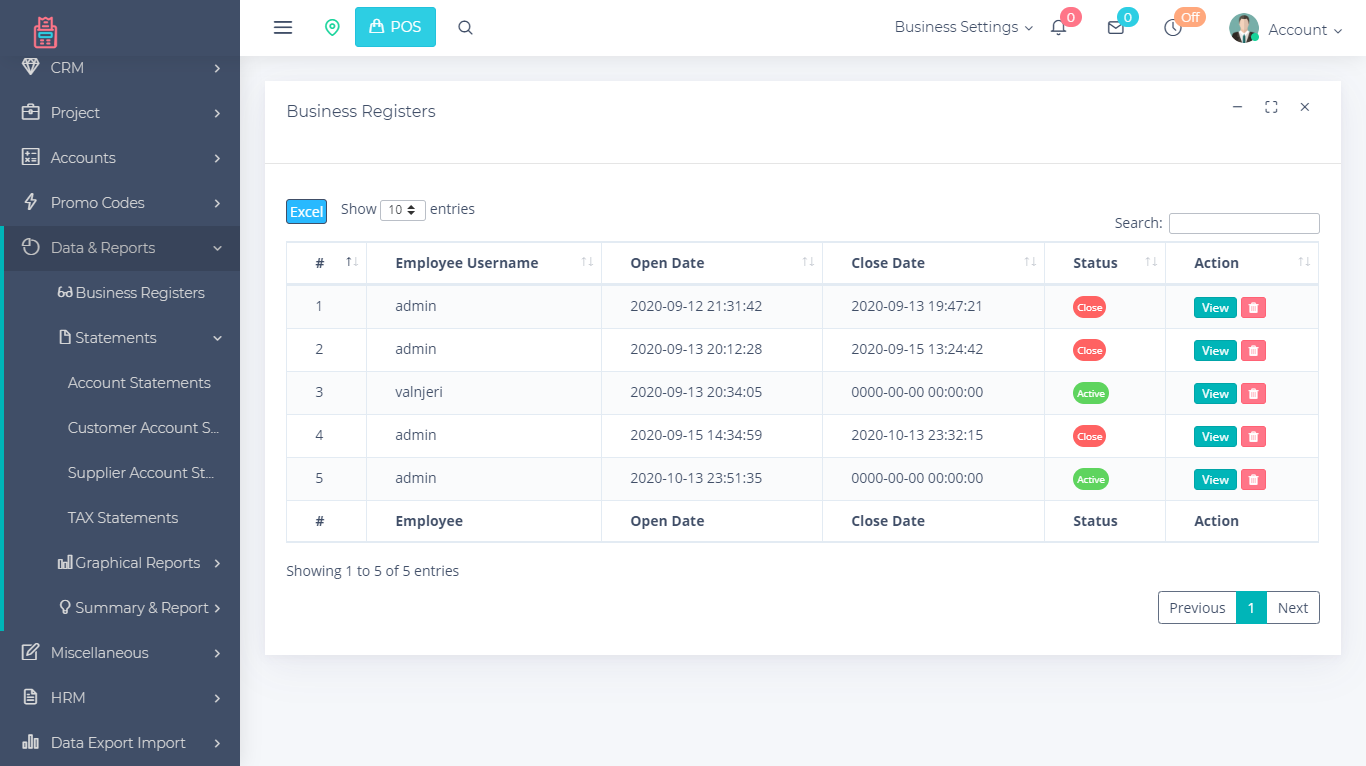 POS
Business Settings
0
0
Off
Account
CRM
Project
Accounts
Promo Codes
Data & Reports
Business Registers
Statements
Account Statements
Customer Account S...
Supplier Account St...
TAX Statements
Graphical Reports
Summary & Report
Miscellaneous
HRM
Data Export Import
Business Registers
Excel Show 10 entries
Search:
# Employee Username Open Date Close Date Status Action
1 admin 2020-09-12 21:31:42 2020-09-13 19:47:21 Close View
2 admin 2020-09-13 20:12:28 2020-09-15 13:24:42 Close View
3 valnjeri 2020-09-13 20:34:05 0000-00-00 00:00:00 Active View
4 admin 2020-09-15 14:34:59 2020-10-13 23:32:15 Close View
5 admin 2020-10-13 23:51:35 0000-00-00 00:00:00 Active View
# Employee Open Date Close Date Status Action
Showing 1 to 5 of 5 entries
Previous 1 Next